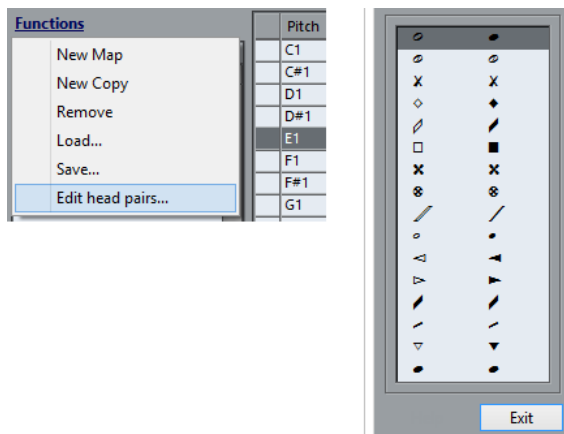 Functions
New Map
New Copy
Remove
Load...
Save...
Edit head pairs...
Pitch
C1
C#1
D1
D#1
E1
F1
F#1
G1
Exit